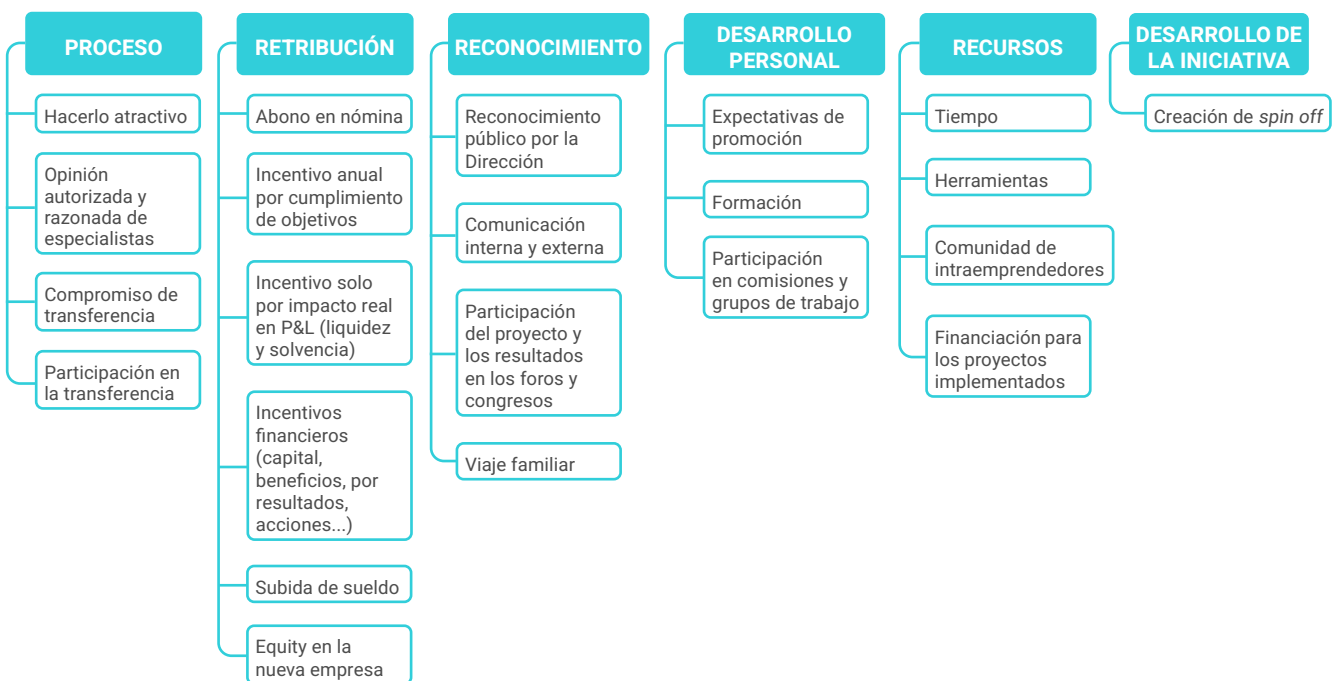 PROCESO
Hacerlo atractivo
Opinión
autorizada y
razonada de
especialistas
Compromiso de
transferencia
Participación en
la transferencia
RETRIBUCIÓN
Abono en nómina
Incentivo anual
por cumplimiento
de objetivos
Incentivo solo
por impacto real
en P&L (liquidez
y solvencia)
Incentivos
financieros
(capital,
beneficios, por
resultados,
acciones...)
Subida de sueldo
Equity en la
nueva empresa
RECONOCIMIENTO
Reconocimiento
público por la
Dirección
Comunicación
interna y externa
Participación
del proyecto y
los resultados
en los foros y
congresos
Viaje familiar
DESARROLLO
PERSONAL
Expectativas de
promoción
Formación
Participación
en comisiones y
grupos de trabajo
RECURSOS
Tiempo
Herramientas
Comunidad de
intraemprendedores
Financiación para
los proyectos
implementados
DESARROLLO DE
LA INICIATIVA
Creación de spin off